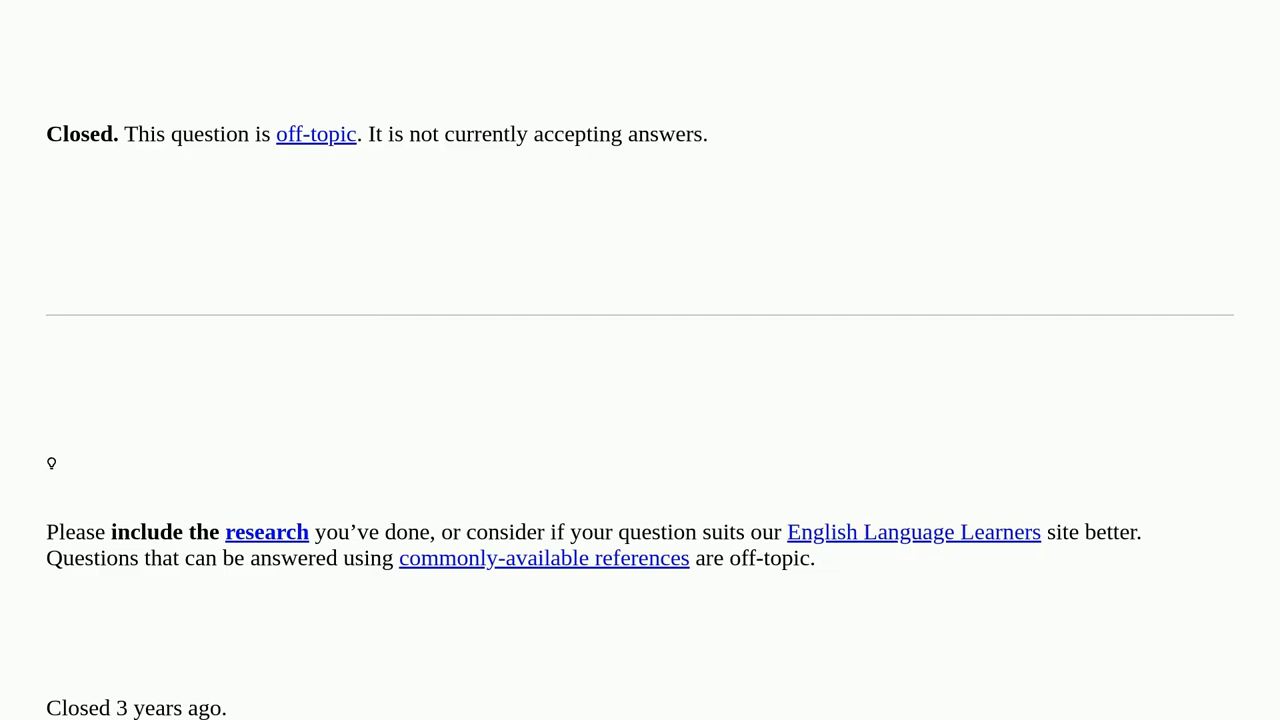 Closed. This question is off-topic. It is not currently accepting answers.
Please include the research you’ve done, or consider if your question suits our English Language Learners site better.
Questions that can be answered using commonly-available references are off-topic.
Closed 3 years ago.